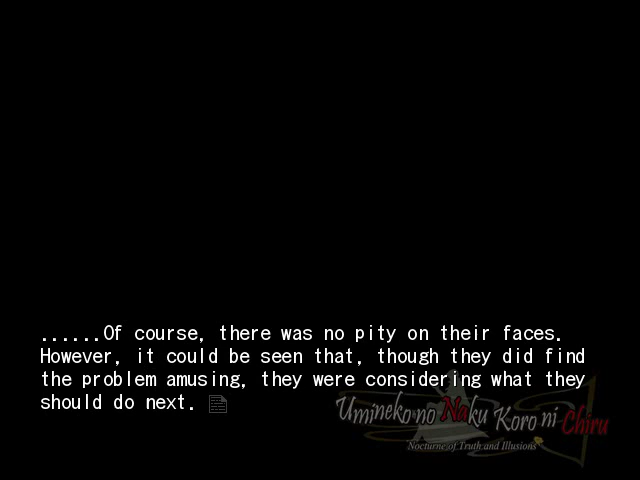 ......Of course, there was no pity on their faces.
However, it could be seen that, though they did find
the problem amusing, they were considering what they
should do next.
Umineko no Naku Koro ni Chiru
Nocturne of Truth and Illusions